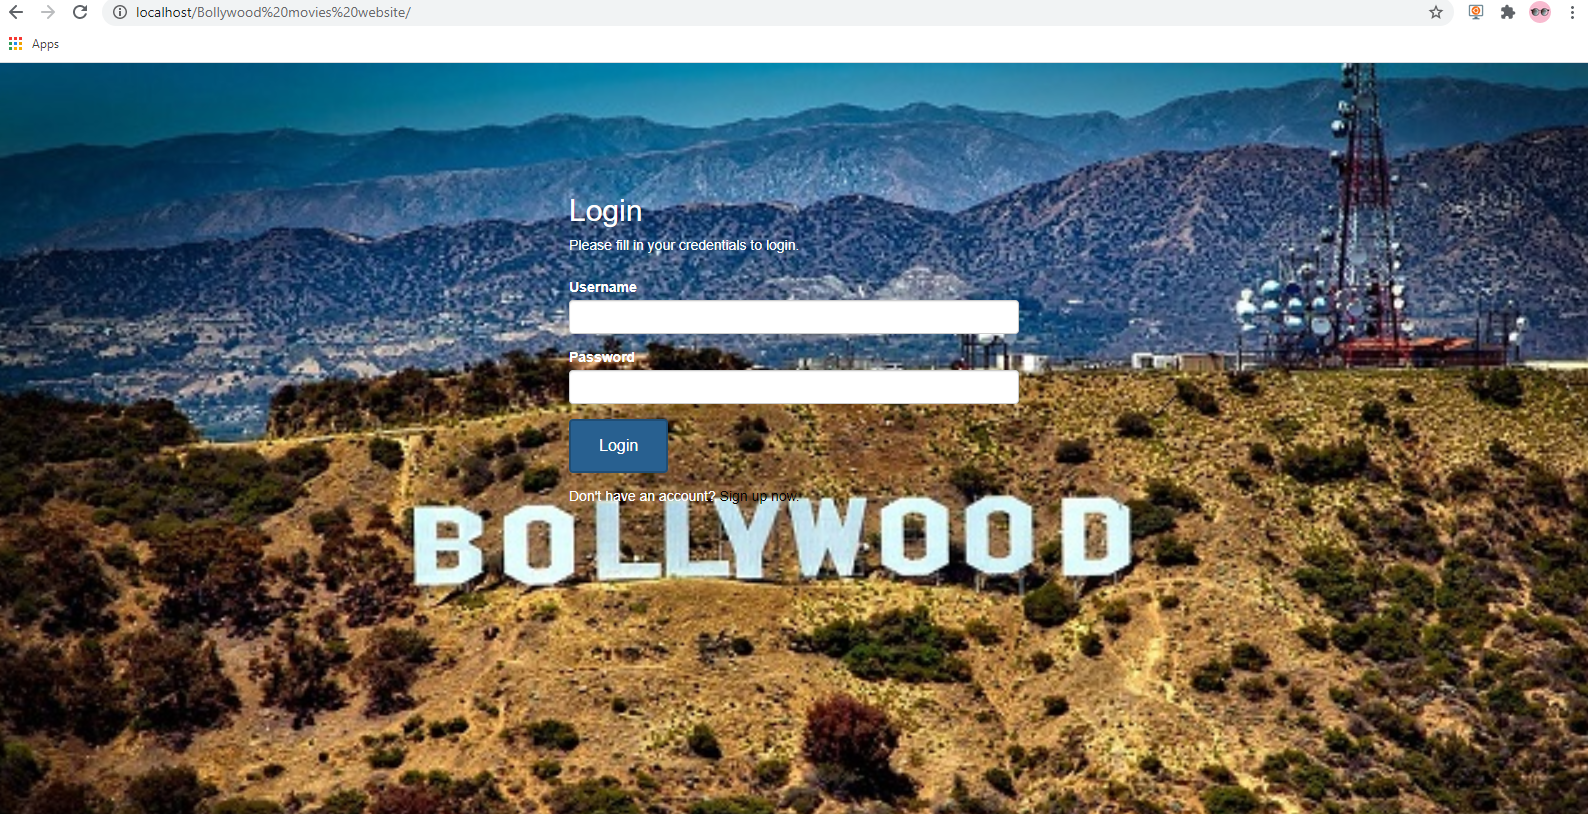 localhost/Bollywood%20movies%20website/
Apps
Login
Please fill in your credentials to login.
Username
Password
Login
Don't have an account? Sign up now.
BOLLYWOOD